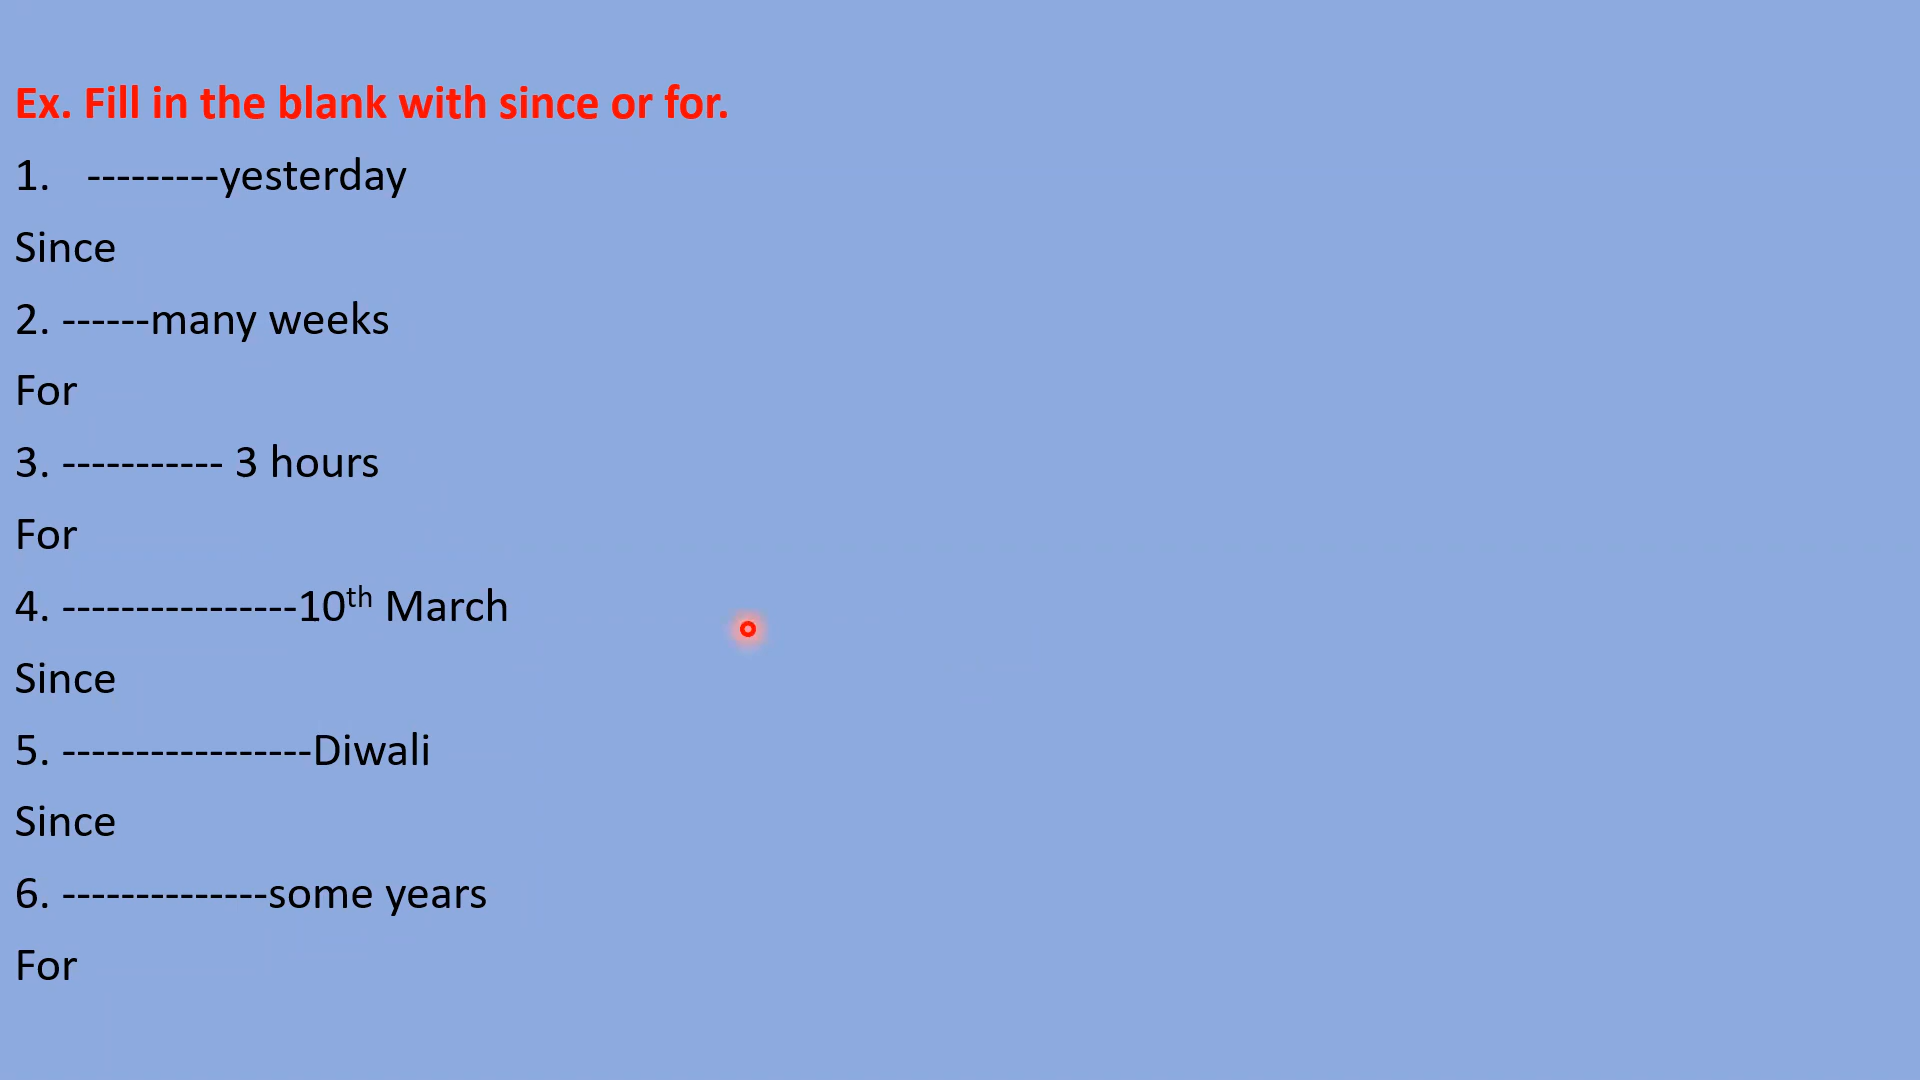 Ex. Fill in the blank with since or for.
1. ---------yesterday
Since
2. ------many weeks
For
3. ----------- 3 hours
For
4. ----------------10th March
Since
5. -----------------Diwali
Since
6. --------------some years
For